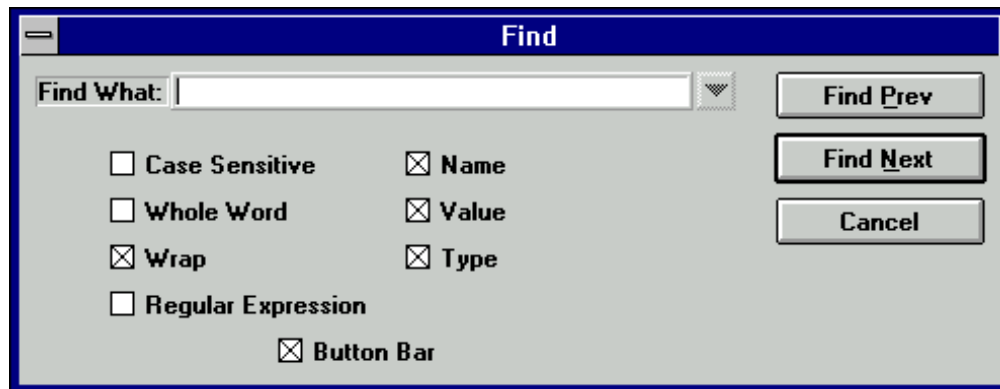 Find
Find What:
Find Prev
Case Sensitive
Name
Find Next
Whole Word
Value
Cancel
Wrap
Type
Regular Expression
Button Bar